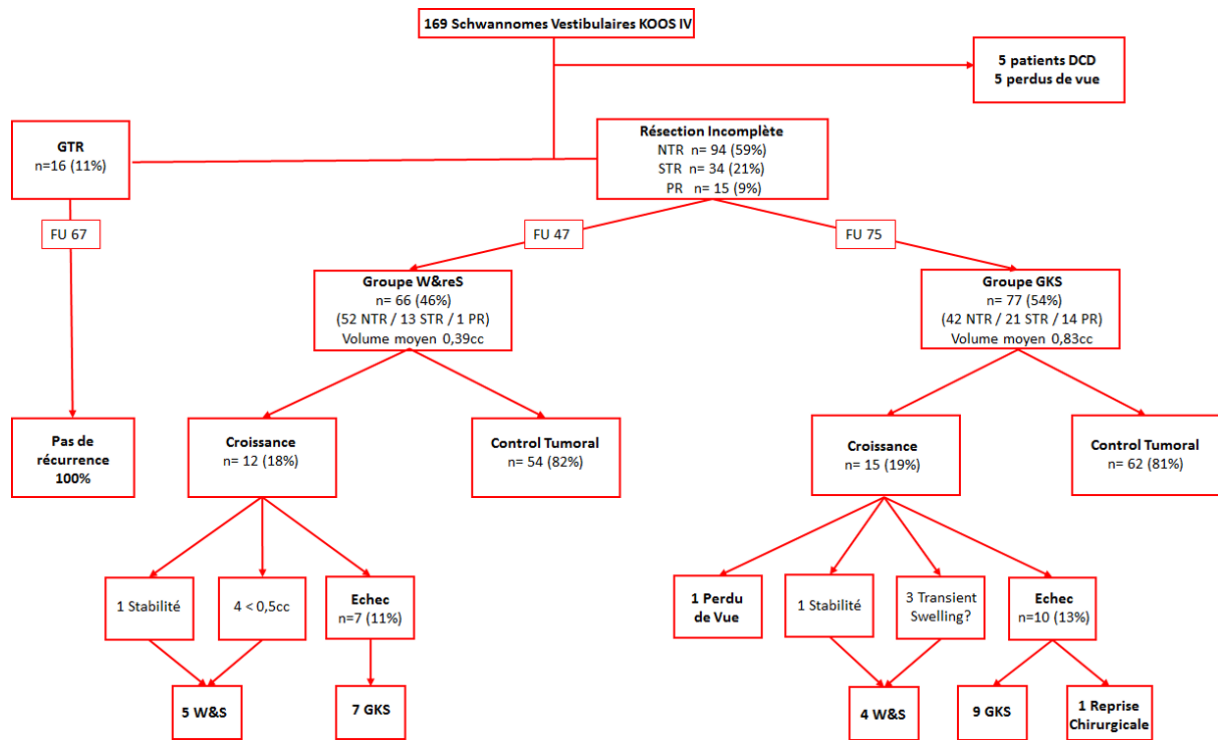 169 Schwannomes Vestibulaires KOOS IV
5 patients DCD
5 perdus de vue
GTR
n=16 (11%)
Résection Incomplète
NTR n= 94 (59%)
STR n= 34 (21%)
PR n= 15 (9%)
FU 67
FU 47
FU 75
Groupe W&reS
n= 66 (46%)
(52 NTR / 13 STR / 1 PR)
Volume moyen 0,39cc
Groupe GKS
n= 77 (54%)
(42 NTR / 21 STR / 14 PR)
Volume moyen 0,83cc
Pas de
récurrence
100%
Croissance
n= 12 (18%)
Control Tumoral
n= 54 (82%)
Croissance
n= 15 (19%)
Control Tumoral
n= 62 (81%)
1 Stabilité
4 < 0,5cc
Echec
n=7 (11%)
1 Perdu
de Vue
1 Stabilité
3 Transient
Swelling?
Echec
n=10 (13%)
5 W&S
7 GKS
4 W&S
9 GKS
1 Reprise
Chirurgicale